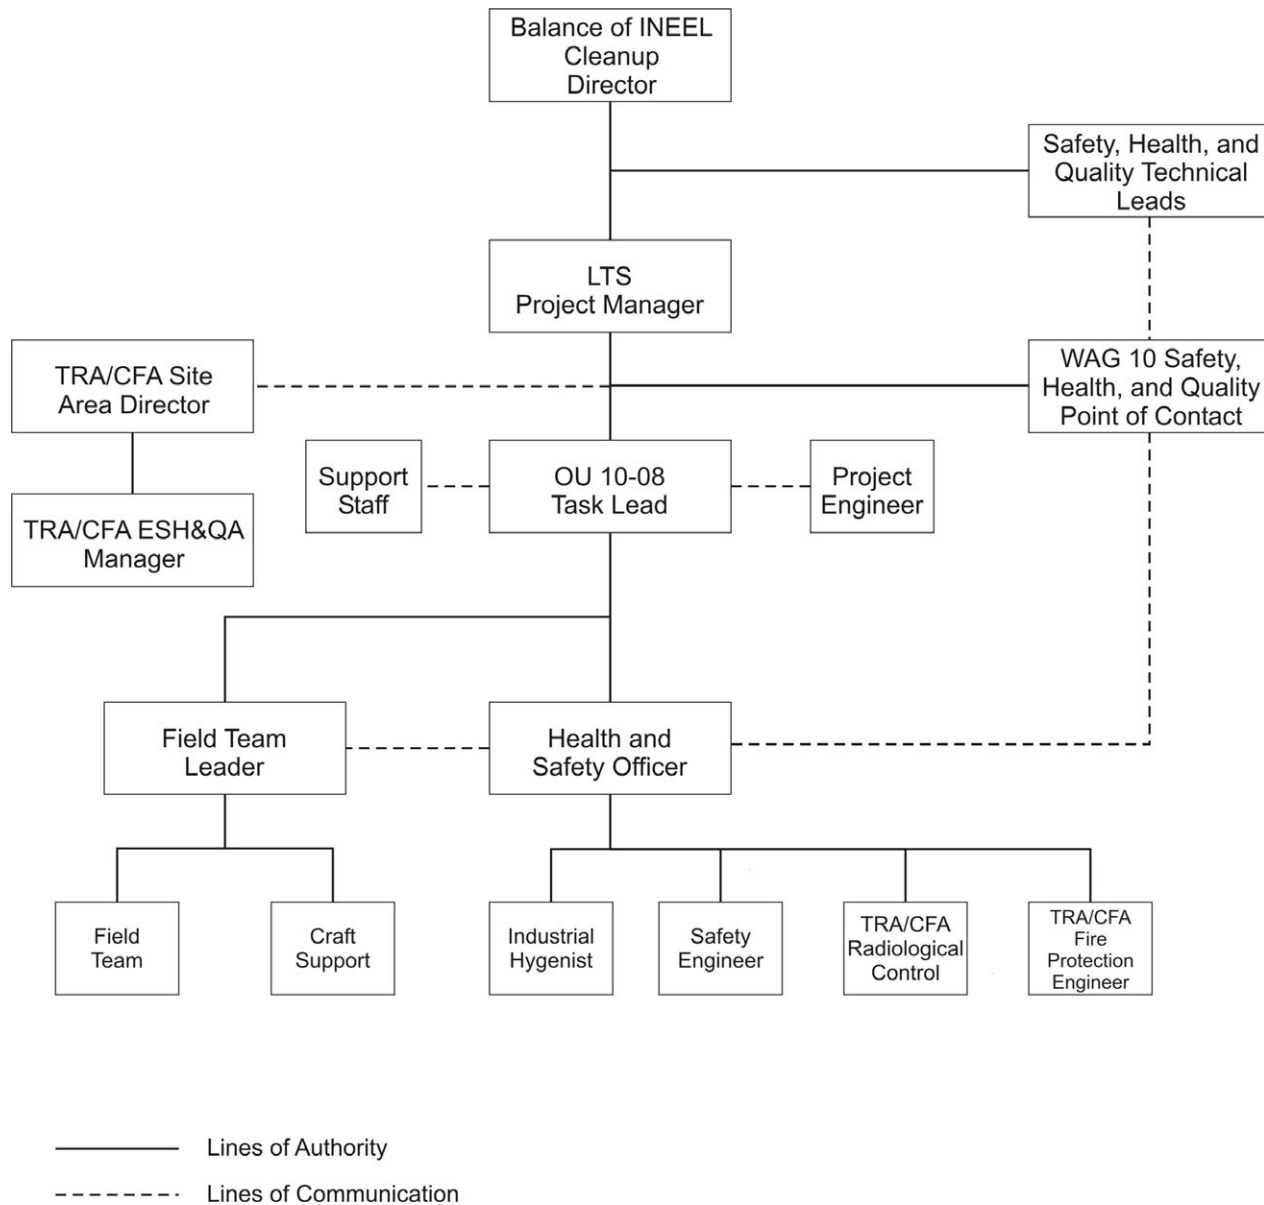 Balance of INEEL
Cleanup
Director
Safety, Health, and
Quality Technical
Leads
LTS
Project Manager
TRA/CFA Site
Area Director
WAG 10 Safety,
Health, and Quality
Point of Contact
Support
Staff
OU 10-08
Task Lead
Project
Engineer
TRA/CFA ESH&QA
Manager
Field Team
Leader
Health and
Safety Officer
Field
Team
Craft
Support
Industrial
Hygenist
Safety
Engineer
TRA/CFA
Radiological
Control
TRA/CFA
Fire
Protection
Engineer
Lines of Authority
Lines of Communication